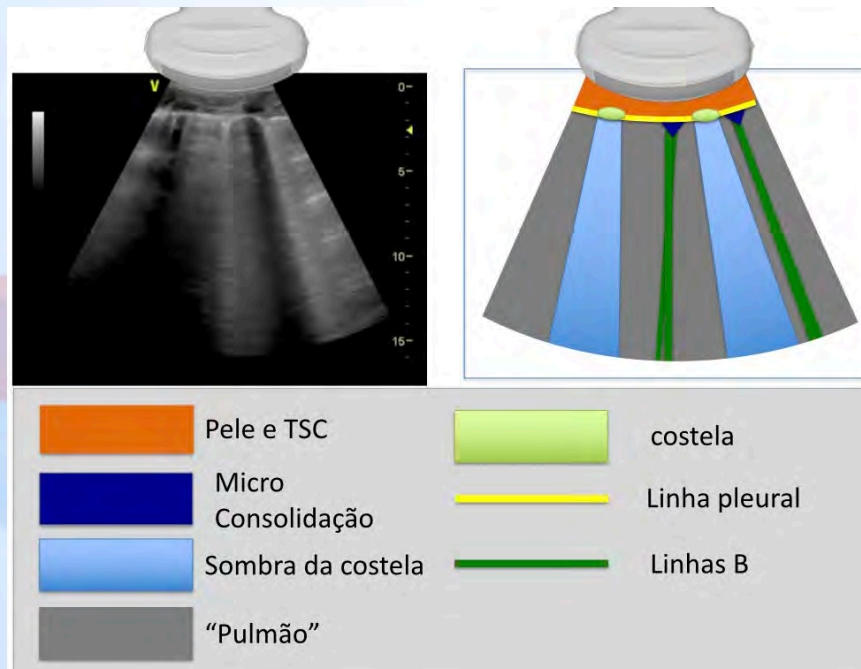 V
0-
5-
10-
15-
Pele e TSC
Micro
Consolidação
Sombra da costela
“Pulmão”
costela
Linha pleural
Linhas B